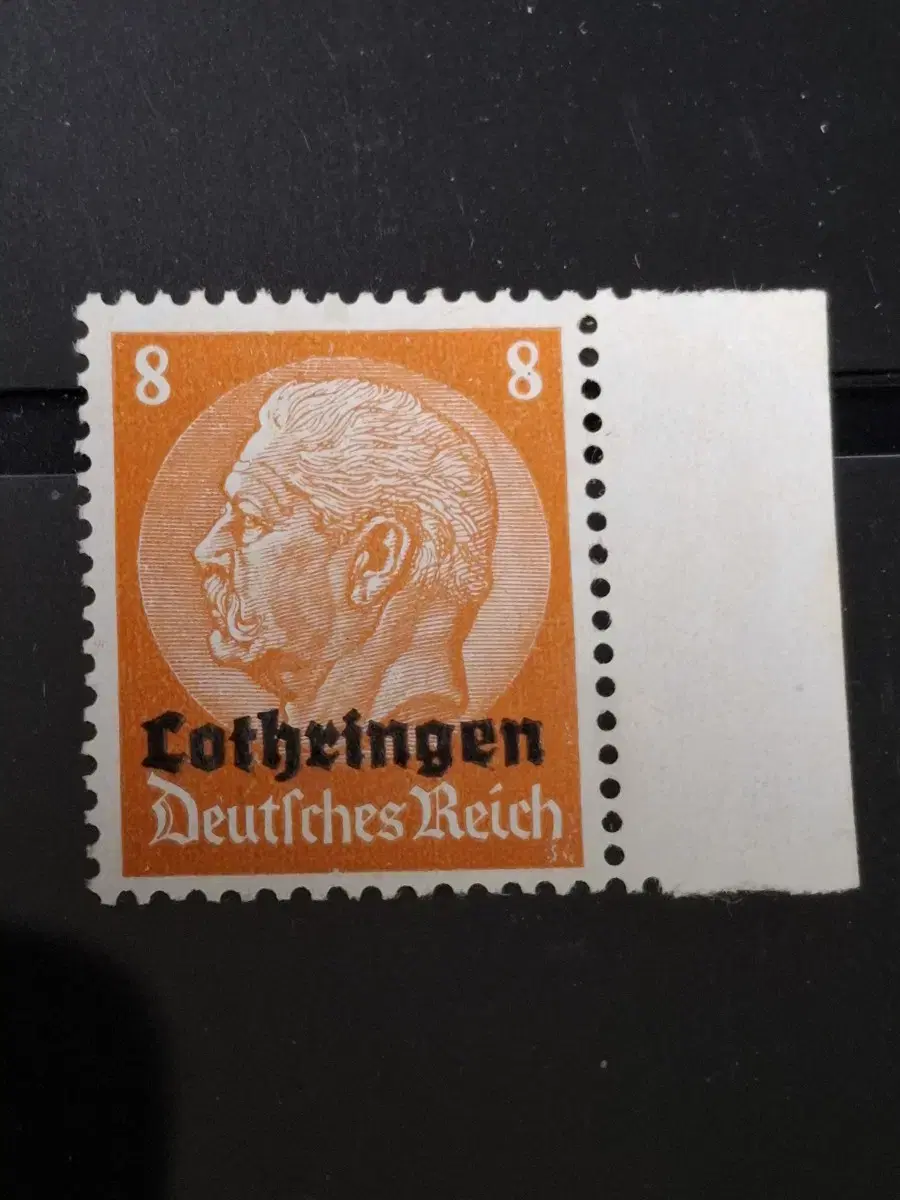 8 8
Lothringen
Deutſches Reich